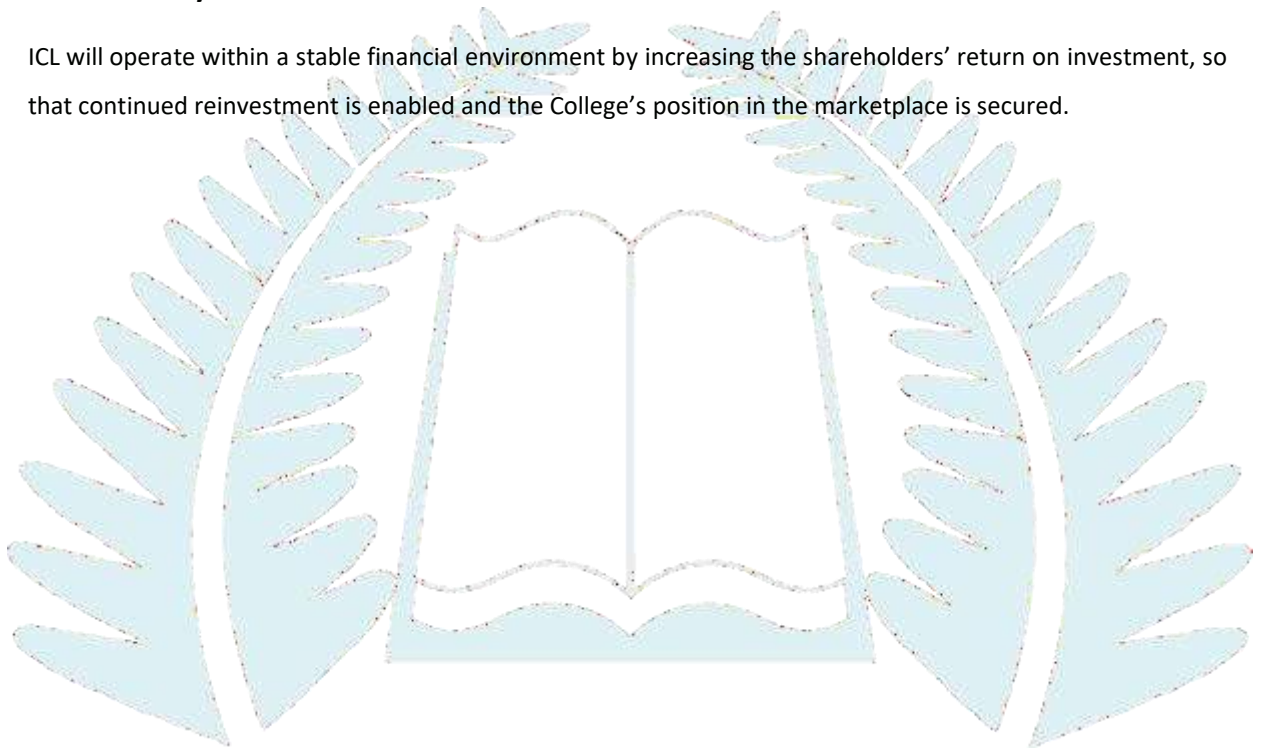 ICL will operate within a stable financial environment by increasing the shareholders’ return on investment, so
that continued reinvestment is enabled and the College’s position in the marketplace is secured.